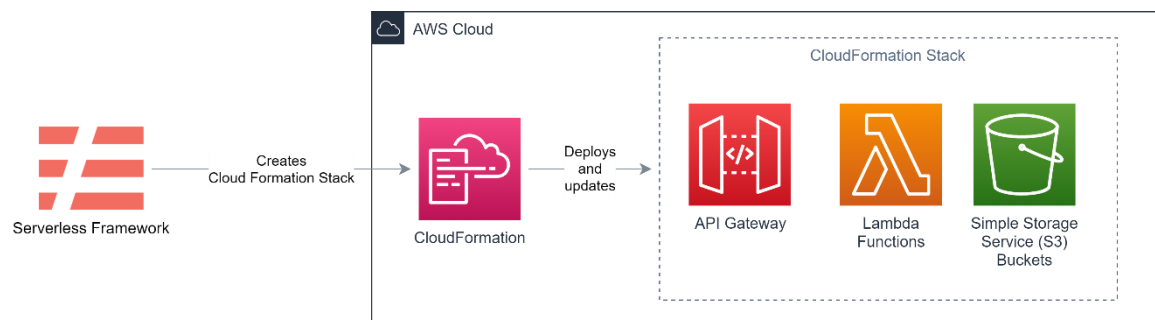 AWS Cloud
CloudFormation Stack
Creates
Cloud Formation Stack
Deploys
and
updates
</>
Serverless Framework
CloudFormation
API Gateway
Lambda
Functions
Simple Storage
Service (S3)
Buckets